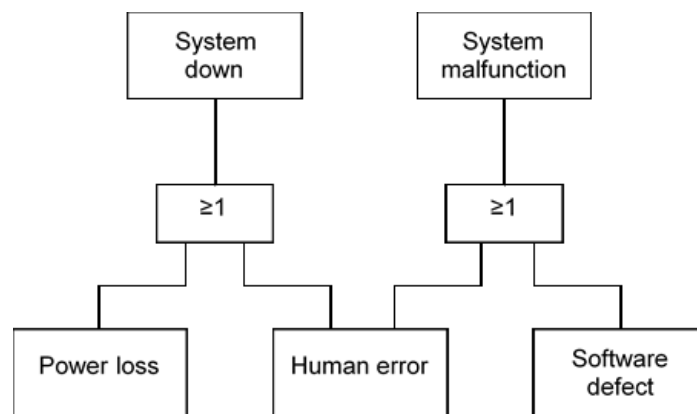 System
down
System
malfunction
≥1
≥1
Power loss
Human error
Software
defect